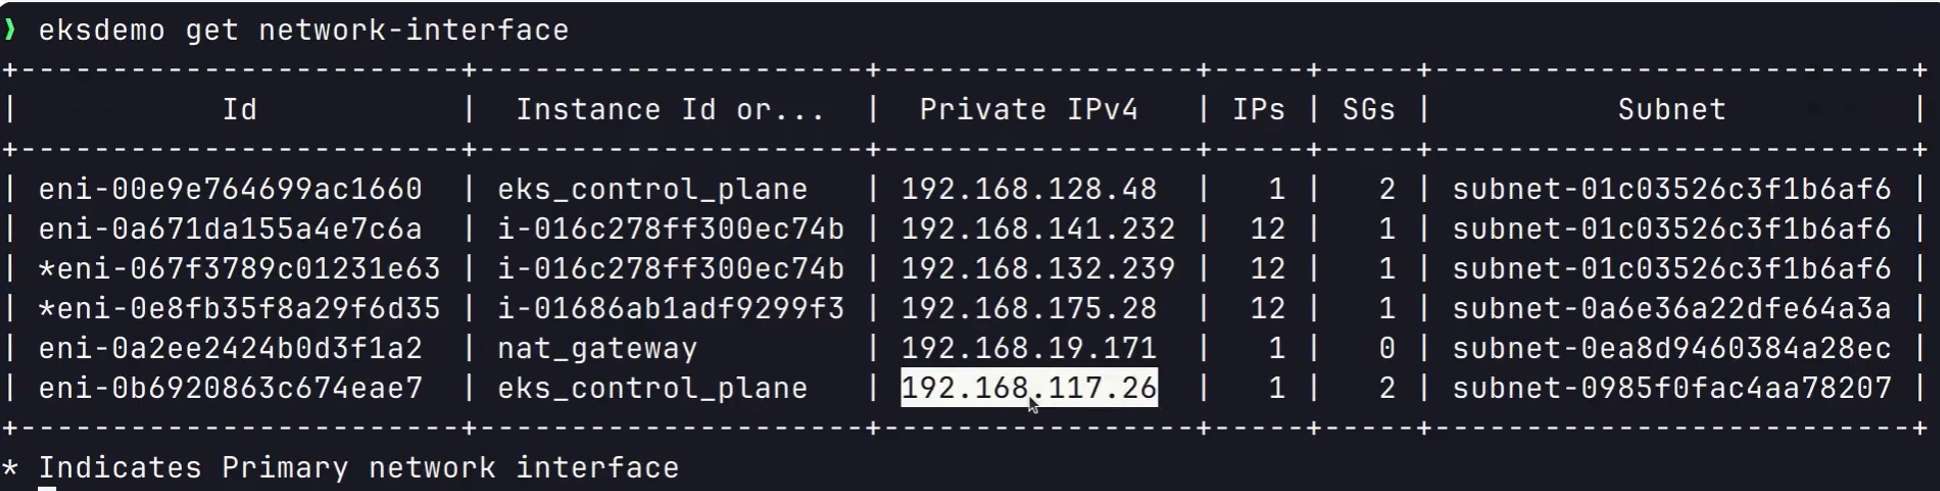 ❯ eksdemo get network-interface
+------------------------+---------------------+-----------------+-----+-----+--------------------------+
|           Id           |  Instance Id or...  |  Private IPv4   | IPs | SGs |          Subnet          |
+------------------------+---------------------+-----------------+-----+-----+--------------------------+
| eni-00e9e764699ac1660  | eks_control_plane   | 192.168.128.48  |   1 |   2 | subnet-01c03526c3f1b6af6 |
| eni-0a671da155a4e7c6a  | i-016c278ff300ec74b | 192.168.141.232 |  12 |   1 | subnet-01c03526c3f1b6af6 |
| *eni-067f3789c01231e63 | i-016c278ff300ec74b | 192.168.132.239 |  12 |   1 | subnet-01c03526c3f1b6af6 |
| *eni-0e8fb35f8a29f6d35 | i-01686ab1adf9299f3 | 192.168.175.28  |  12 |   1 | subnet-0a6e36a22dfe64a3a |
| eni-0a2ee2424b0d3f1a2  | nat_gateway         | 192.168.19.171  |   1 |   0 | subnet-0ea8d9460384a28ec |
| eni-0b6920863c674eae7  | eks_control_plane   | 192.168.117.26  |   1 |   2 | subnet-0985f0fac4aa78207 |
+------------------------+---------------------+-----------------+-----+-----+--------------------------+
* Indicates Primary network interface